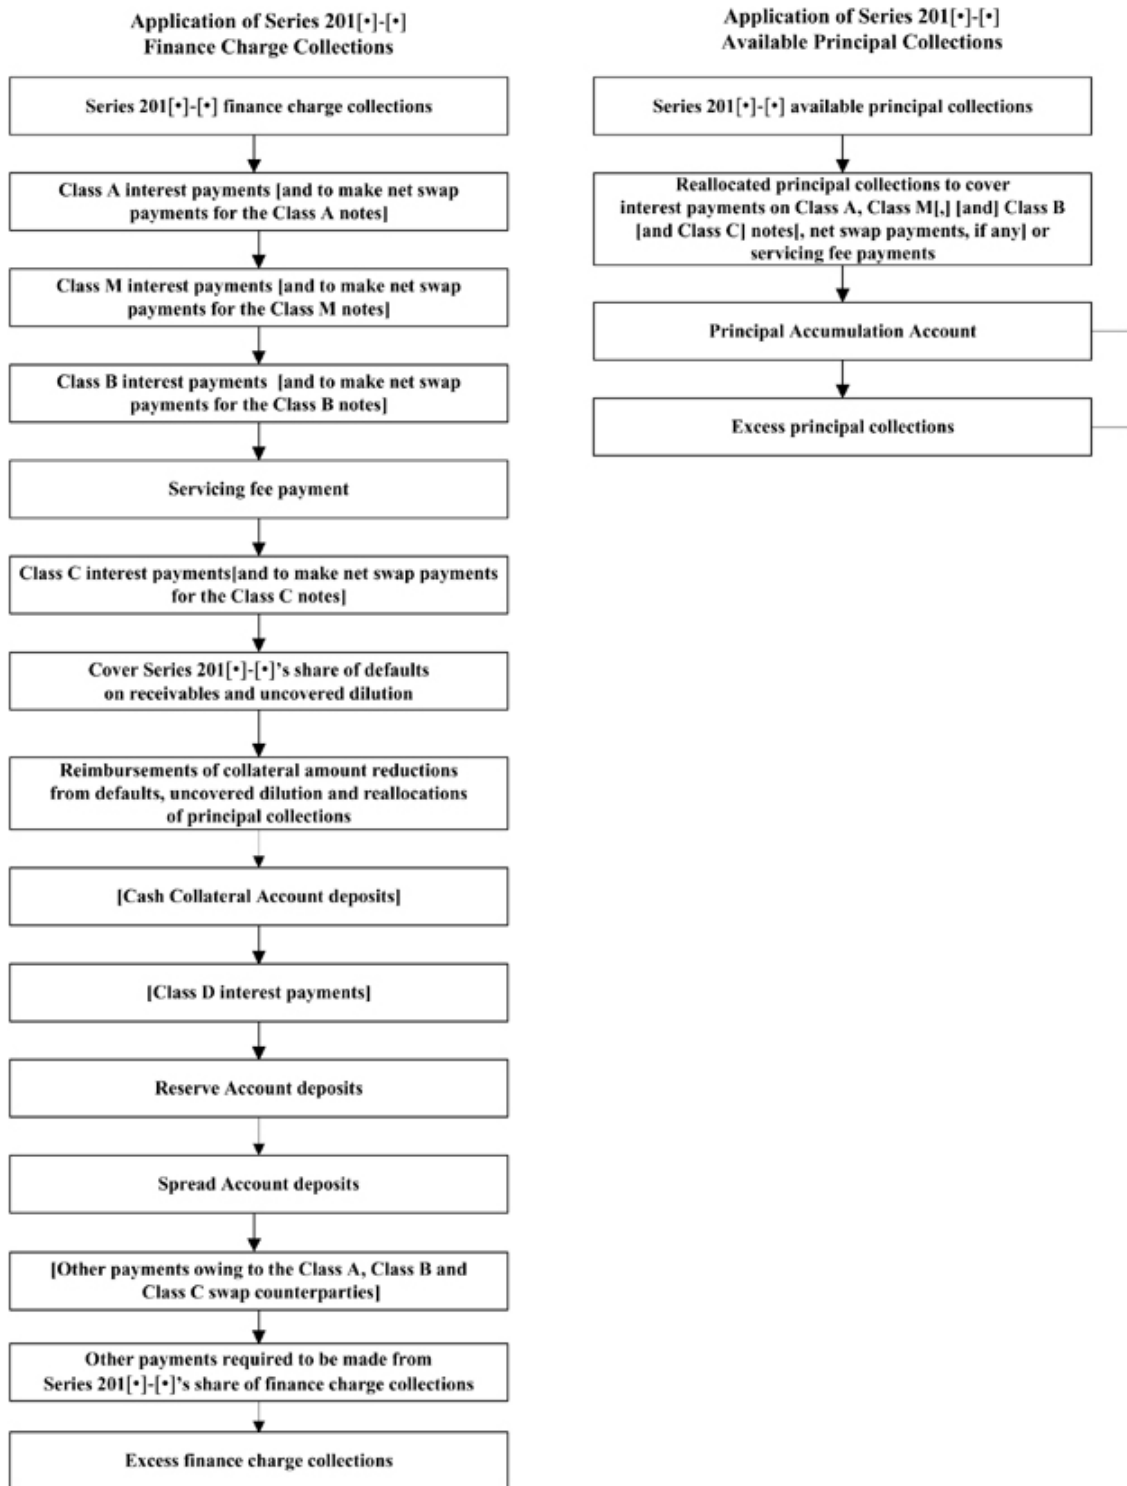 Application of Series 201[•]-[•]
Finance Charge Collections
Series 201[•]-[•] finance charge collections
Class A interest payments [and to make net swap
payments for the Class A notes]
Class M interest payments [and to make net swap
payments for the Class M notes]
Class B interest payments [and to make net swap
payments for the Class B notes]
Servicing fee payment
Class C interest payments[and to make net swap payments
for the Class C notes]
Cover Series 201[•]-[•]’s share of defaults
on receivables and uncovered dilution
Reimbursements of collateral amount reductions
from defaults, uncovered dilution and reallocations
of principal collections
[Cash Collateral Account deposits]
[Class D interest payments]
Reserve Account deposits
Spread Account deposits
[Other payments owing to the Class A, Class B and
Class C swap counterparties]
Other payments required to be made from
Series 201[•]-[•]’s share of finance charge collections
Excess finance charge collections
Application of Series 201[•]-[•]
Available Principal Collections
Series 201[•]-[•] available principal collections
Reallocated principal collections to cover
interest payments on Class A, Class M[,] [and] Class B
[and Class C] notes[, net swap payments, if any] or
servicing fee payments
Principal Accumulation Account
Excess principal collections